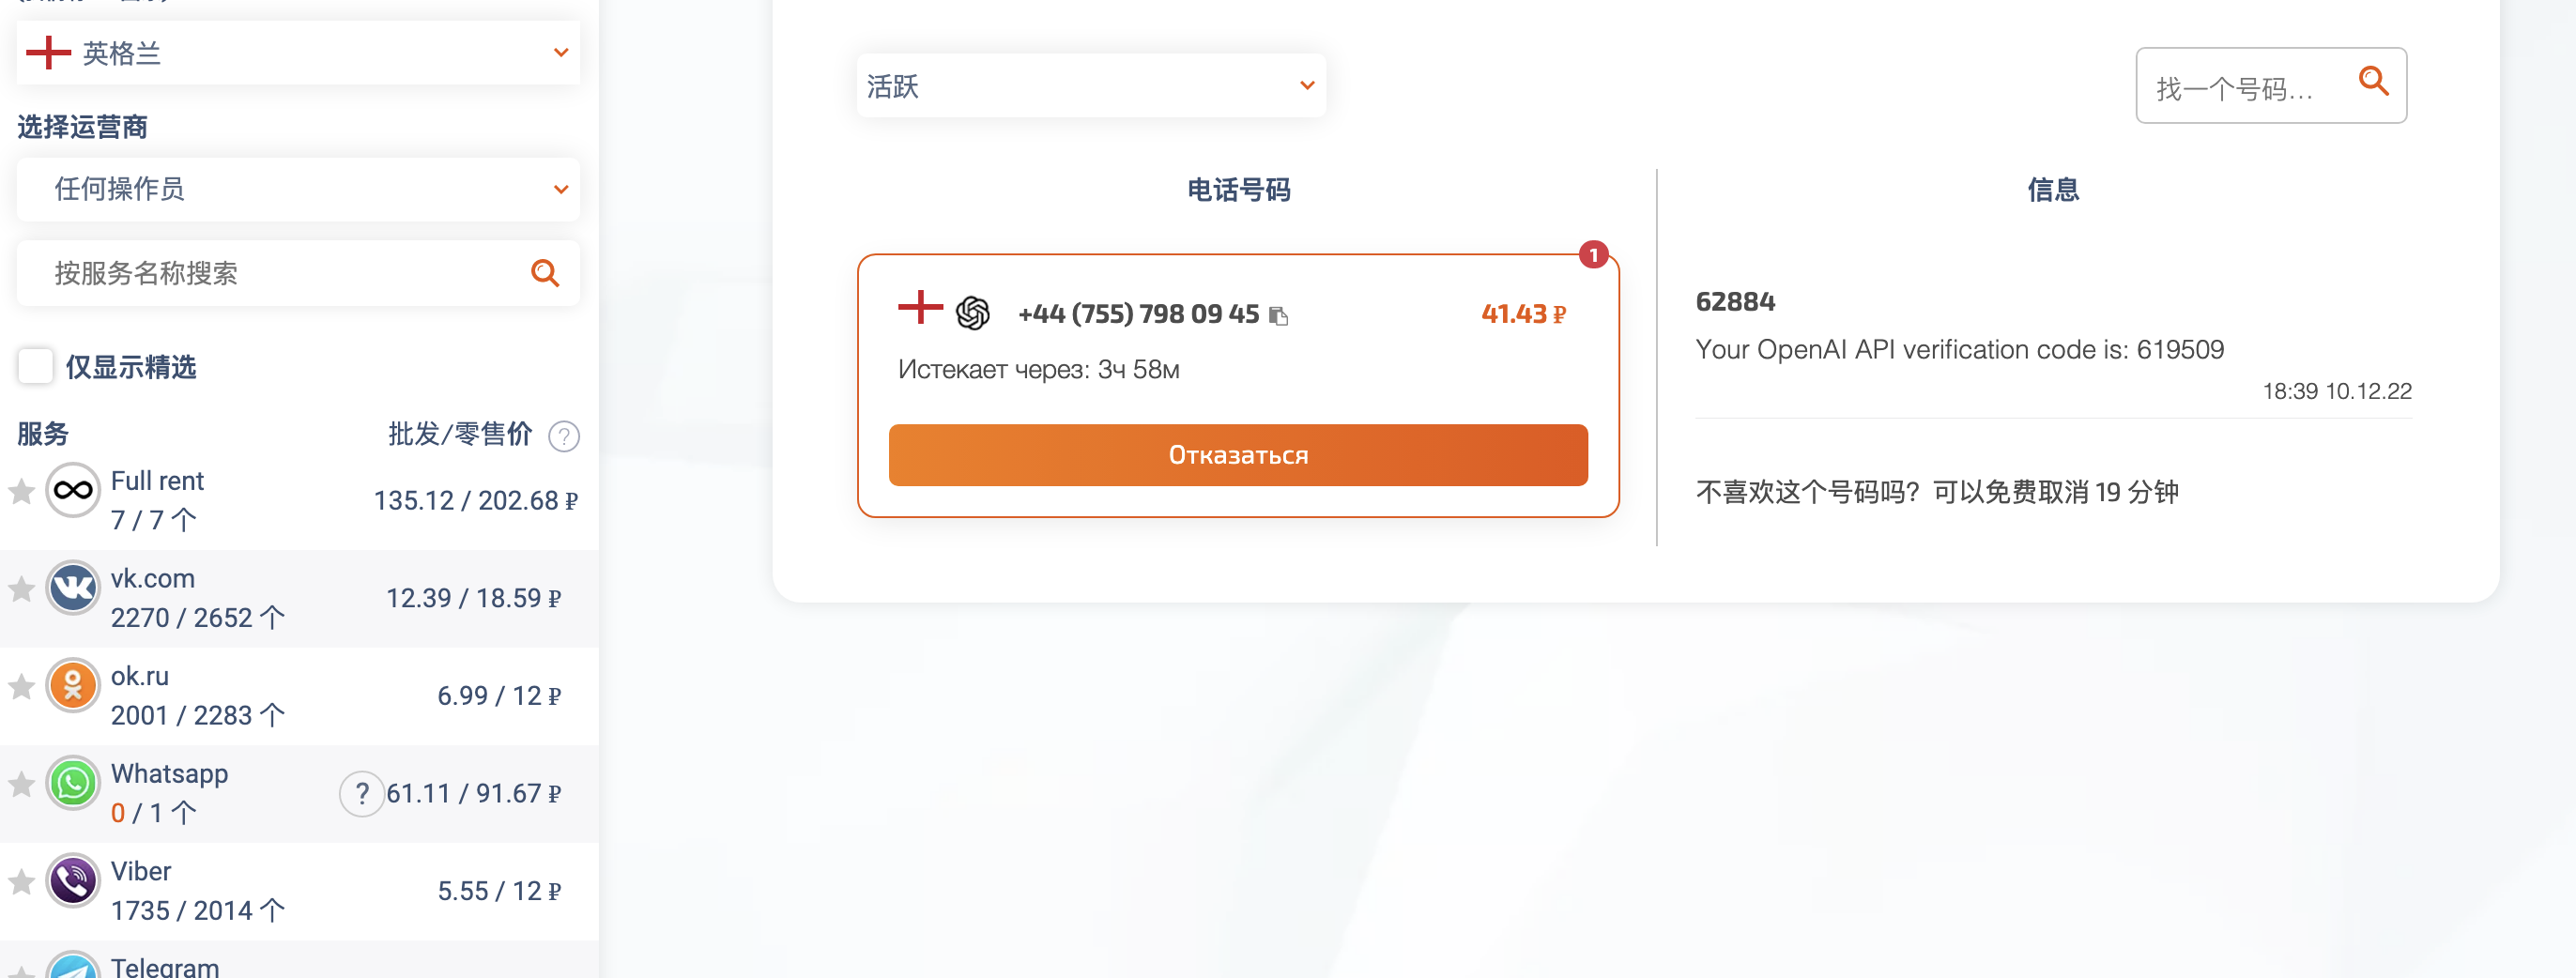 英格兰
选择运营商
任何操作员
按服务名称搜索
仅显示精选
服务 批发/零售价 ?
Full rent
7 / 7 个
135.12 / 202.68 ₽
vk.com
2270 / 2652 个
12.39 / 18.59 ₽
ok.ru
2001 / 2283 个
6.99 / 12 ₽
Whatsapp
0 / 1 个
? 61.11 / 91.67 ₽
Viber
1735 / 2014 个
5.55 / 12 ₽
Telegram
活跃
找一个号码...
电话号码
1
+44 (755) 798 09 45
41.43 ₽
Истекает через: 3ч 58м
Отказаться
信息
62884
Your OpenAI API verification code is: 619509
18:39 10.12.22
不喜欢这个号码吗？可以免费取消 19 分钟